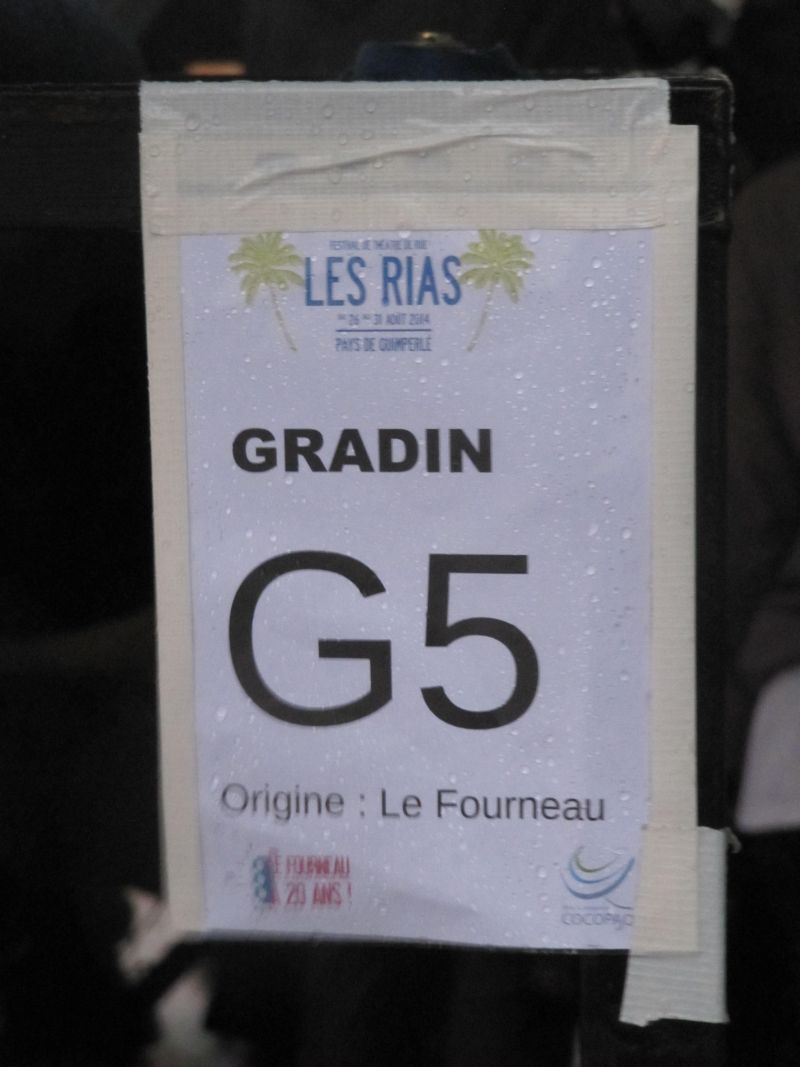 FESTIVAL DE THÉÂTRE DE RUE
LES RIAS
DU 26 AU 31 AOÛT 2014
PAYS DE QUIMPERLÉ
GRADIN
G5
Origine : Le Fourneau
LE FOURNEAU
A 20 ANS !
COCOPAQ